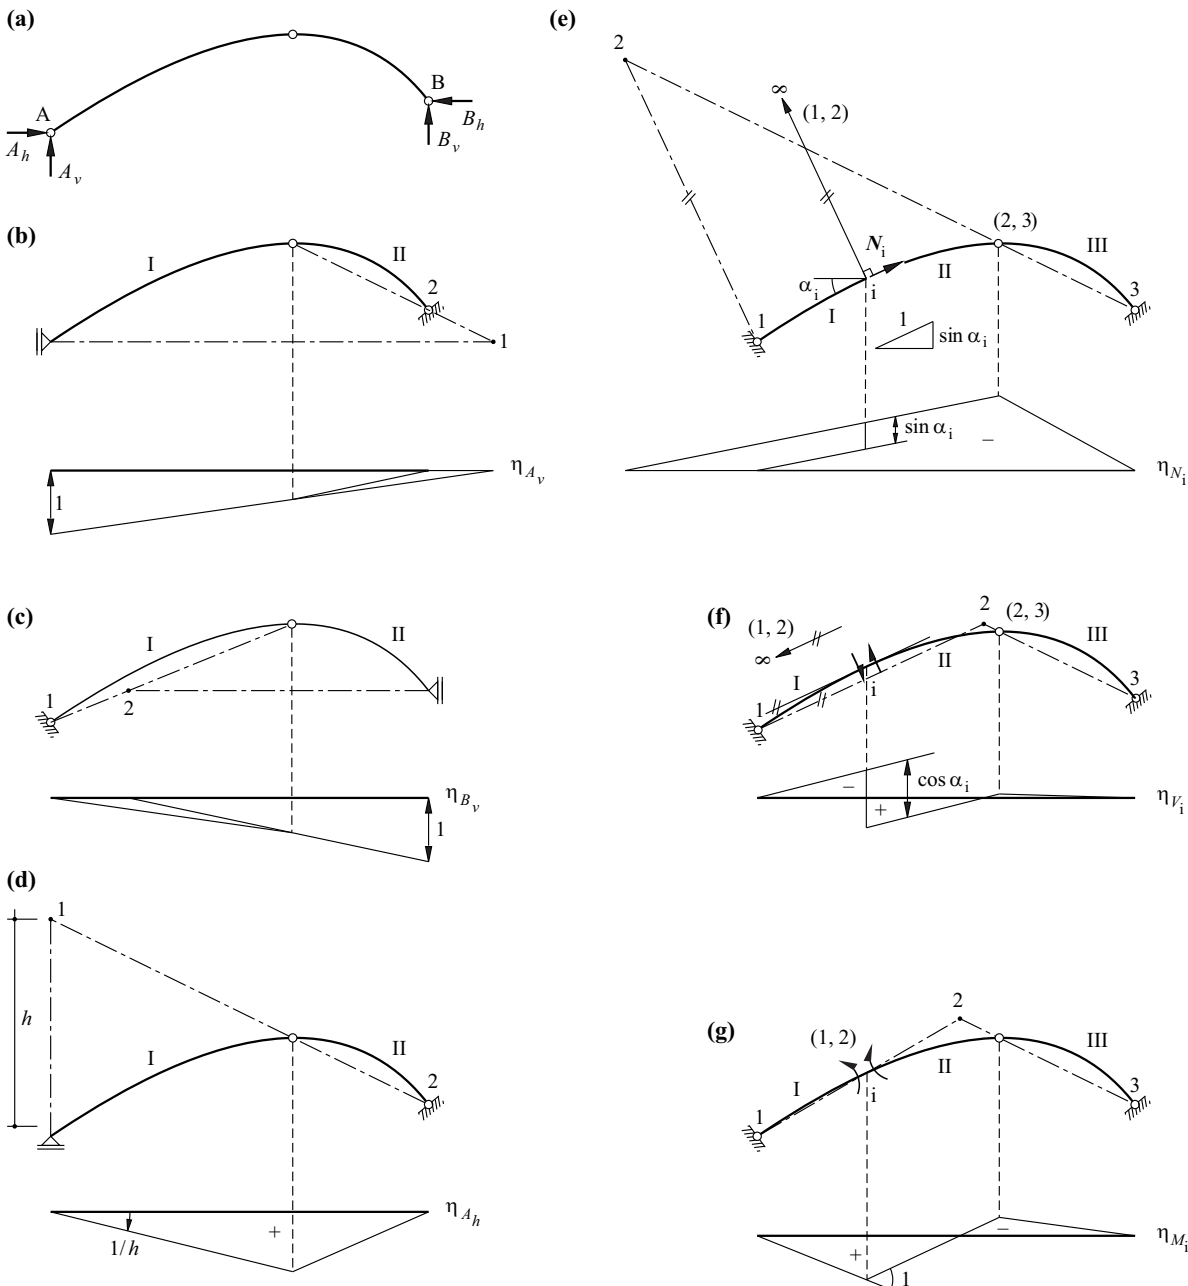 (a)
A
B
A_h
A_v
B_h
B_v
(b)
I
II
2
1
η_{A_v}
1
(c)
I
II
1
2
η_{B_v}
1
(d)
1
h
I
II
2
η_{A_h}
+
1/h
(e)
2
∞
(1, 2)
(2, 3)
N_i
III
II
α_i
i
I
1
3
1
sin α_i
sin α_i
–
η_{N_i}
(f)
2
(2, 3)
(1, 2)
∞
III
II
I
i
1
3
cos α_i
–
+
η_{V_i}
(g)
2
(1, 2)
III
II
I
i
1
3
–
+
η_{M_i}
1